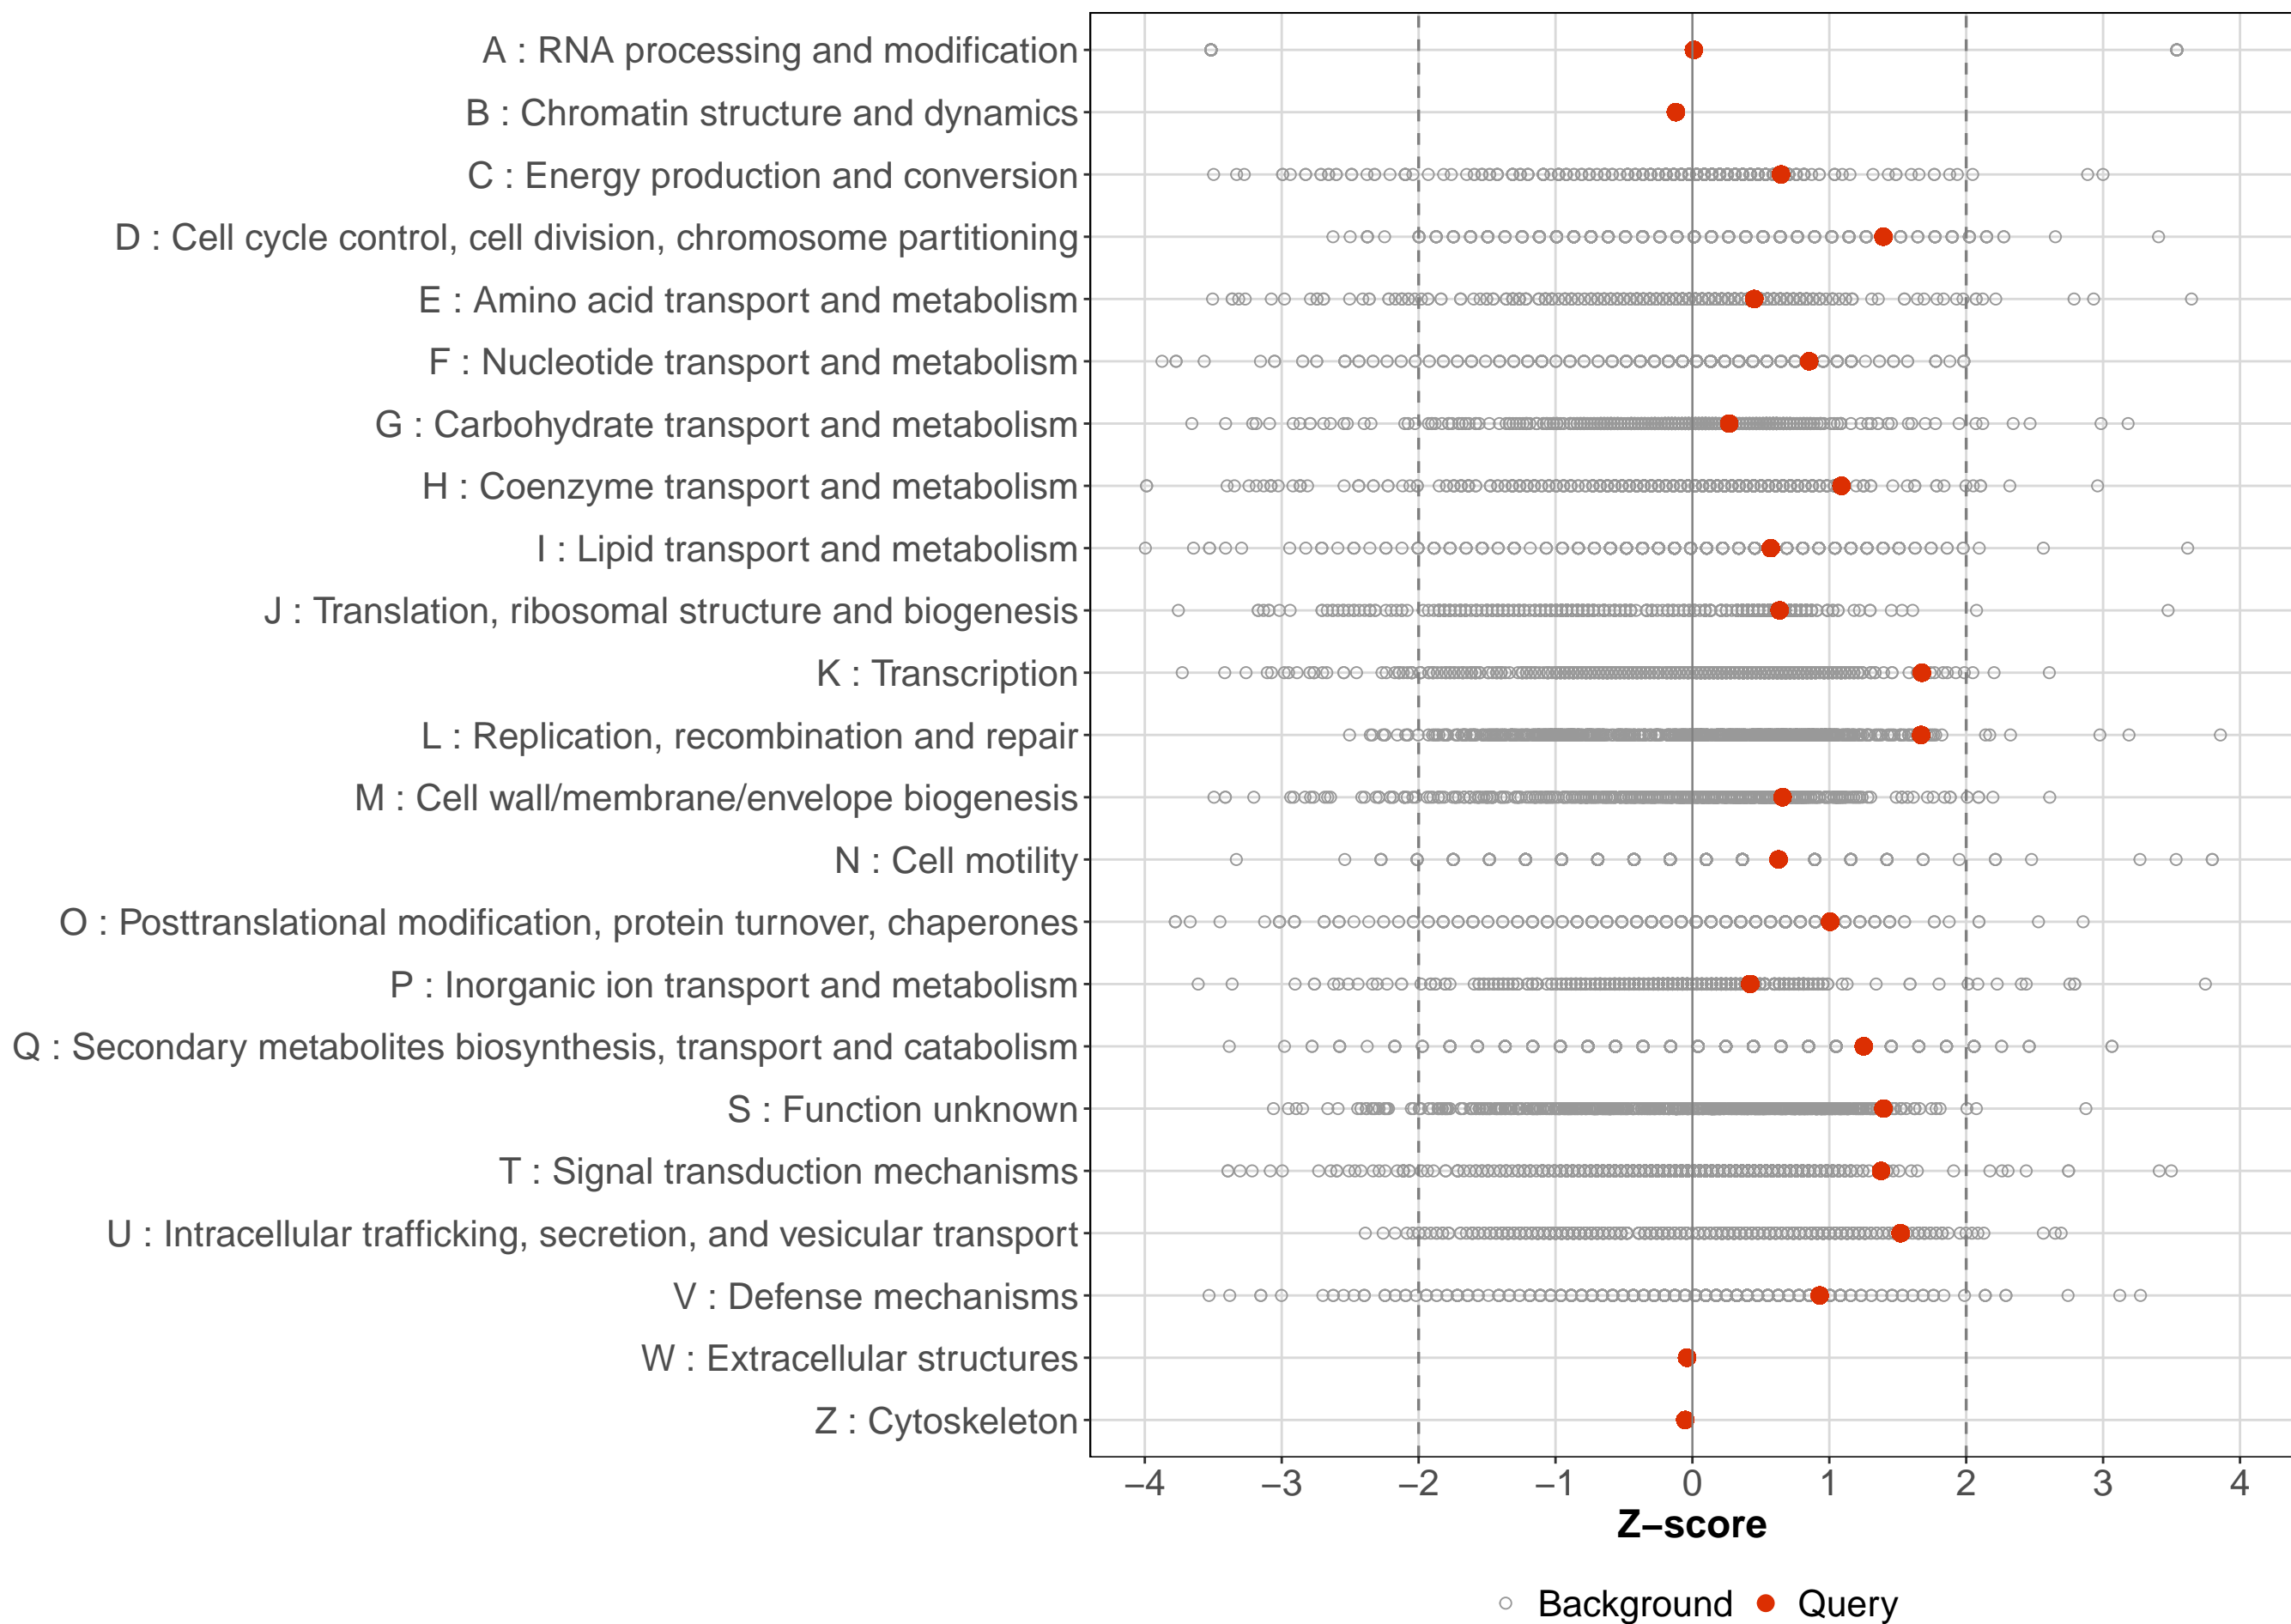 A : RNA processing and modification
B : Chromatin structure and dynamics
C : Energy production and conversion
D : Cell cycle control, cell division, chromosome partitioning
E : Amino acid transport and metabolism
F : Nucleotide transport and metabolism
G : Carbohydrate transport and metabolism
H : Coenzyme transport and metabolism
I : Lipid transport and metabolism
J : Translation, ribosomal structure and biogenesis
K : Transcription
L : Replication, recombination and repair
M : Cell wall/membrane/envelope biogenesis
N : Cell motility
O : Posttranslational modification, protein turnover, chaperones
P : Inorganic ion transport and metabolism
Q : Secondary metabolites biosynthesis, transport and catabolism
S : Function unknown
T : Signal transduction mechanisms
U : Intracellular trafficking, secretion, and vesicular transport
V : Defense mechanisms
W : Extracellular structures
Z : Cytoskeleton
−4 −3 −2 −1 0 1 2 3 4
Z−score
Background Query